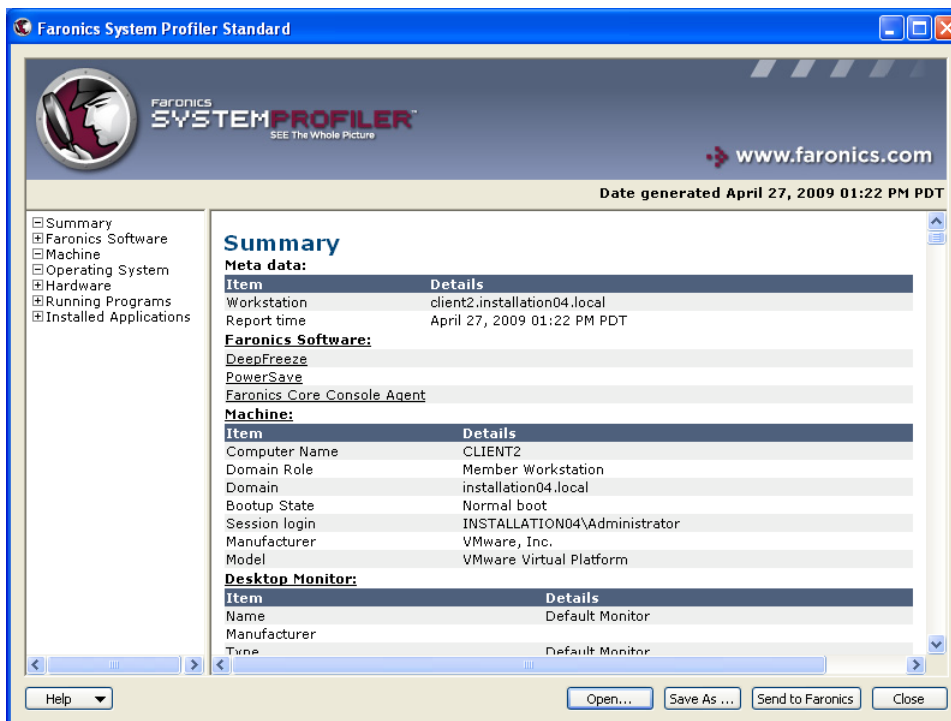 Faronics System Profiler Standard
Faronics
SYSTEMPROFILER™
SEE The Whole Picture
www.faronics.com
Date generated April 27, 2009 01:22 PM PDT
Summary
Faronics Software
Machine
Operating System
Hardware
Running Programs
Installed Applications
Summary
Meta data:
Item Details
Workstation client2.installation04.local
Report time April 27, 2009 01:22 PM PDT
Faronics Software:
DeepFreeze
PowerSave
Faronics Core Console Agent
Machine:
Item Details
Computer Name CLIENT2
Domain Role Member Workstation
Domain installation04.local
Bootup State Normal boot
Session login INSTALLATION04\Administrator
Manufacturer VMware, Inc.
Model VMware Virtual Platform
Desktop Monitor:
Item Details
Name Default Monitor
Manufacturer
Type Default Monitor
Help Open... Save As ... Send to Faronics Close